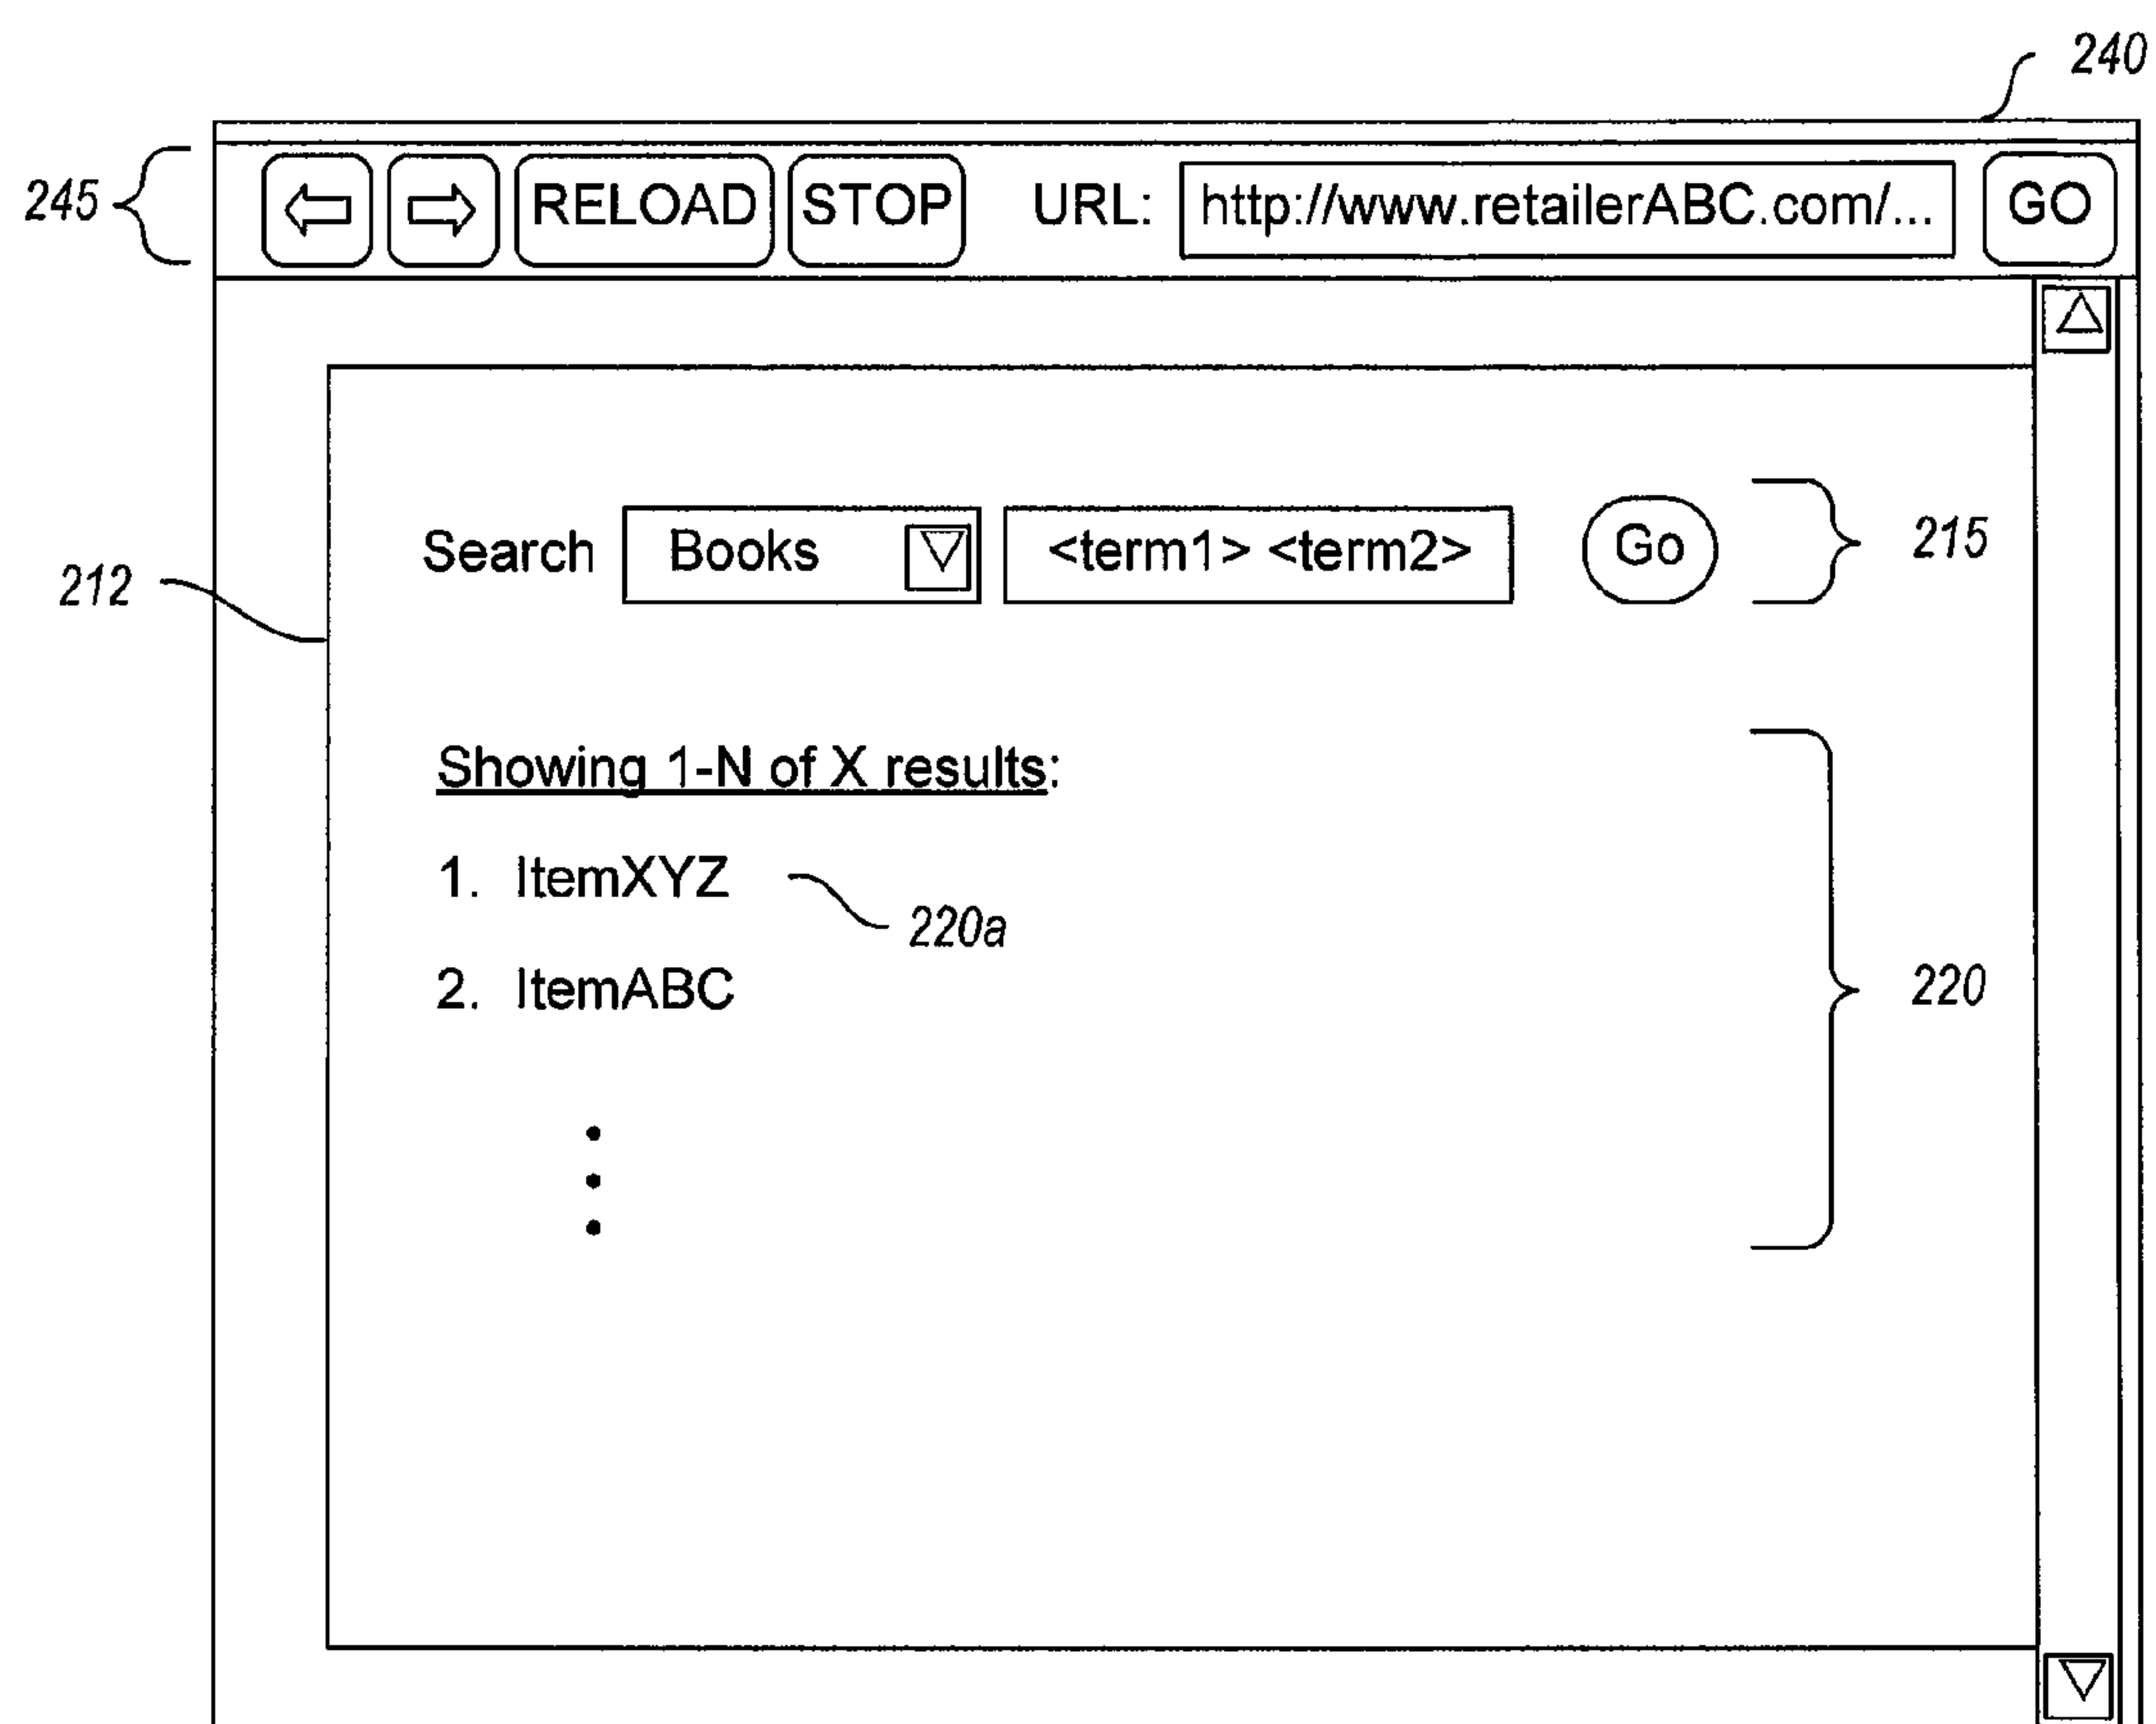 240
245 RELOAD STOP URL: http://www.retailerABC.com/... GO
Search Books <term1> <term2> Go 215
212
Showing 1-N of X results:
1. ItemXYZ
220a
2. ItemABC
220